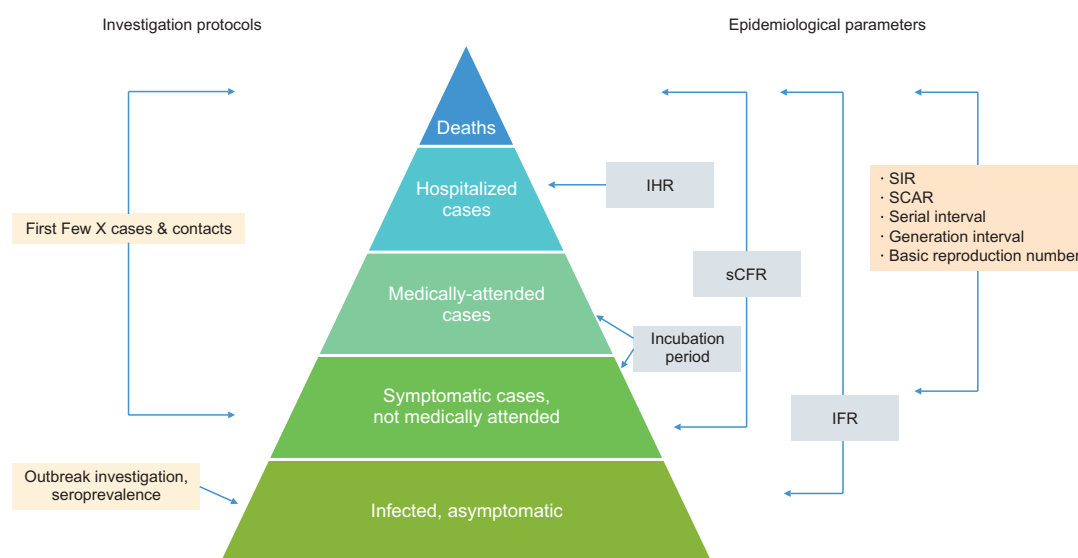 Investigation protocols
Epidemiological parameters
Deaths
Hospitalized
cases
IHR
· SIR
· SCAR
· Serial interval
· Generation interval
· Basic reproduction number
First Few X cases & contacts
sCFR
Medically-attended
cases
Incubation
period
Symptomatic cases,
not medically attended
IFR
Outbreak investigation,
seroprevalence
Infected, asymptomatic